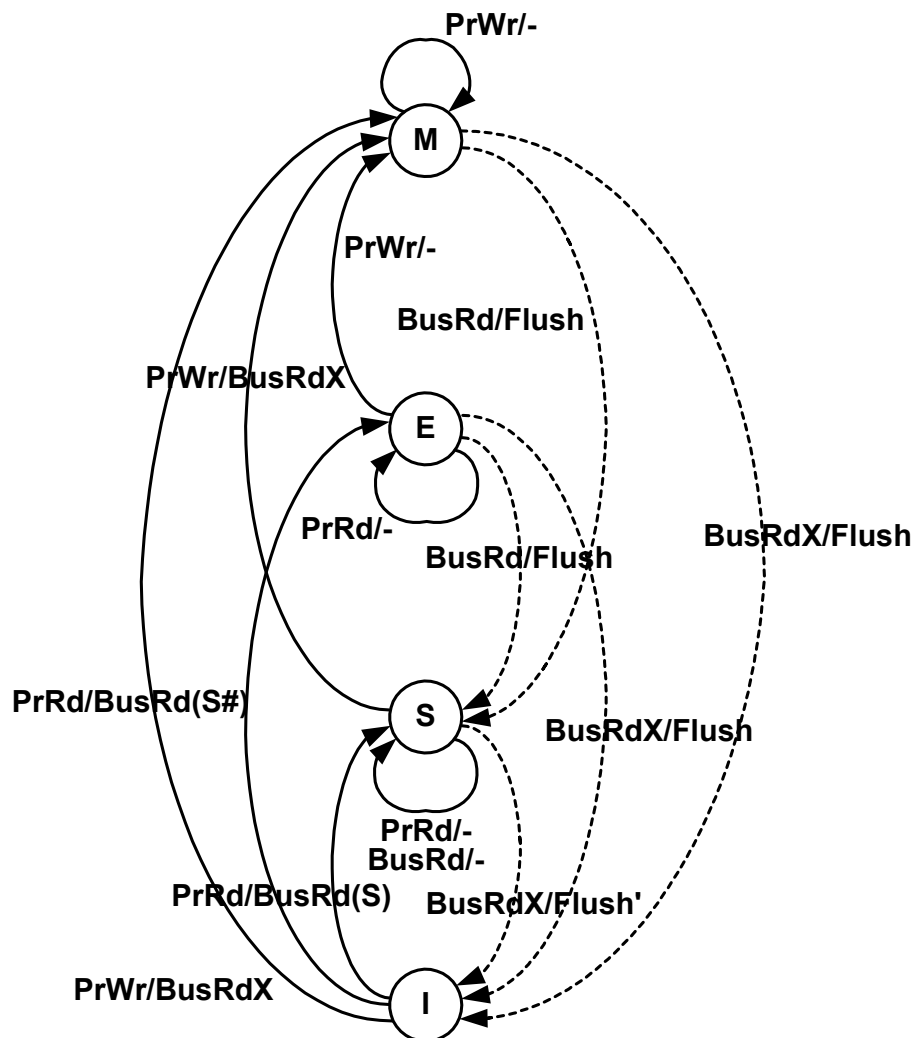 PrWr/-
M
PrWr/-
BusRd/Flush
PrWr/BusRdX
E
PrRd/-
BusRdX/Flush
BusRd/Flush
PrRd/BusRd(S#)
S
BusRdX/Flush
PrRd/-
BusRd/-
PrRd/BusRd(S)
BusRdX/Flush'
PrWr/BusRdX
I